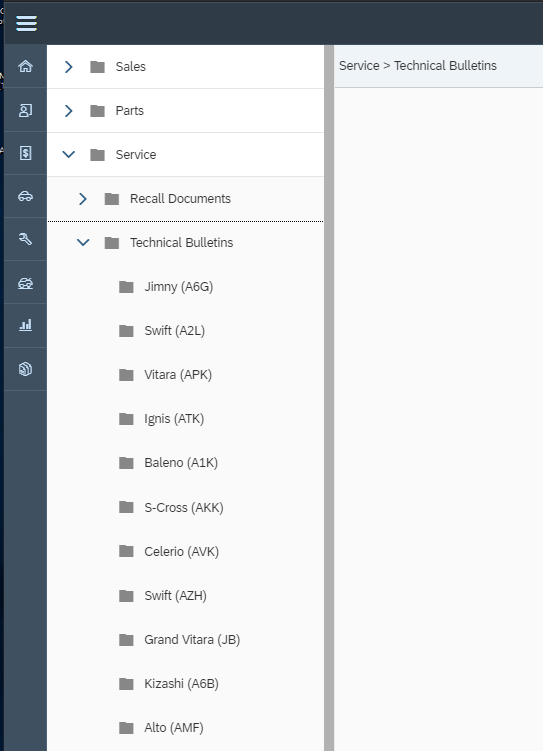 Sales
Service > Technical Bulletins
Parts
Service
Recall Documents
Technical Bulletins
Jimny (A6G)
Swift (A2L)
Vitara (APK)
Ignis (ATK)
Baleno (A1K)
S-Cross (AKK)
Celerio (AVK)
Swift (AZH)
Grand Vitara (JB)
Kizashi (A6B)
Alto (AMF)